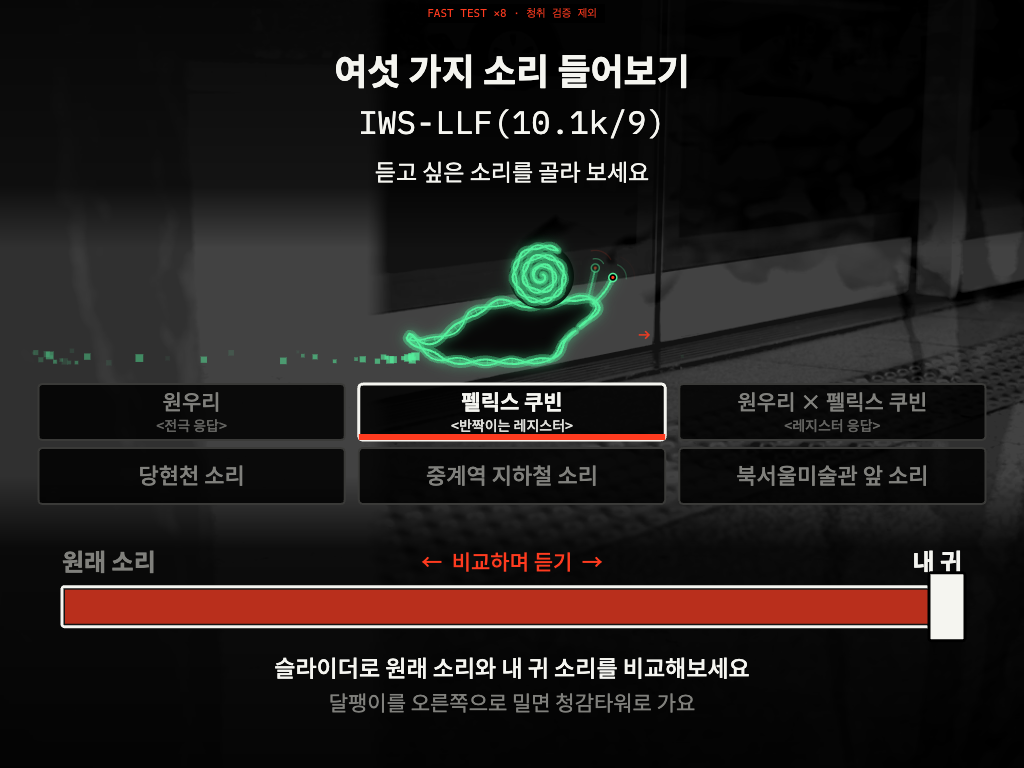 FAST TEST ×8 · 청취 검증 제외
여섯 가지 소리 들어보기
IWS-LLF(10.1k/9)
듣고 싶은 소리를 골라 보세요
→
원우리
<전극 응답>
펠릭스 쿠빈
<반짝이는 레지스터>
원우리 × 펠릭스 쿠빈
<레지스터 응답>
당현천 소리
중계역 지하철 소리
북서울미술관 앞 소리
원래 소리
← 비교하며 듣기 →
내 귀
슬라이더로 원래 소리와 내 귀 소리를 비교해보세요
달팽이를 오른쪽으로 밀면 청감타워로 가요